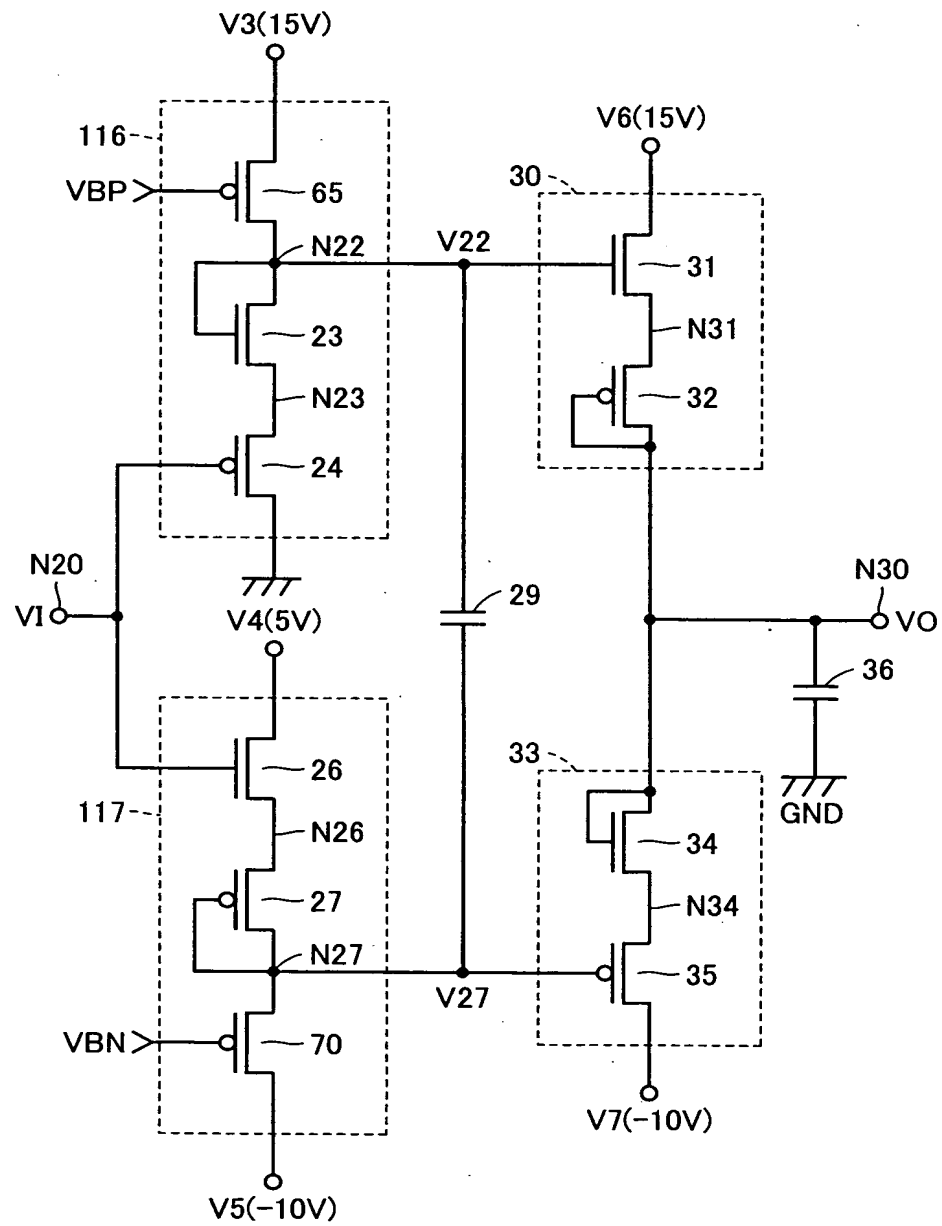 V3(15V)
116
VBP
65
N22
V22
23
N23
24
N20
VI
V4(5V)
29
26
117
N26
27
N27
V27
VBN
70
V5(-10V)
V6(15V)
30
31
N31
32
N30
VO
36
GND
33
34
N34
35
V7(-10V)